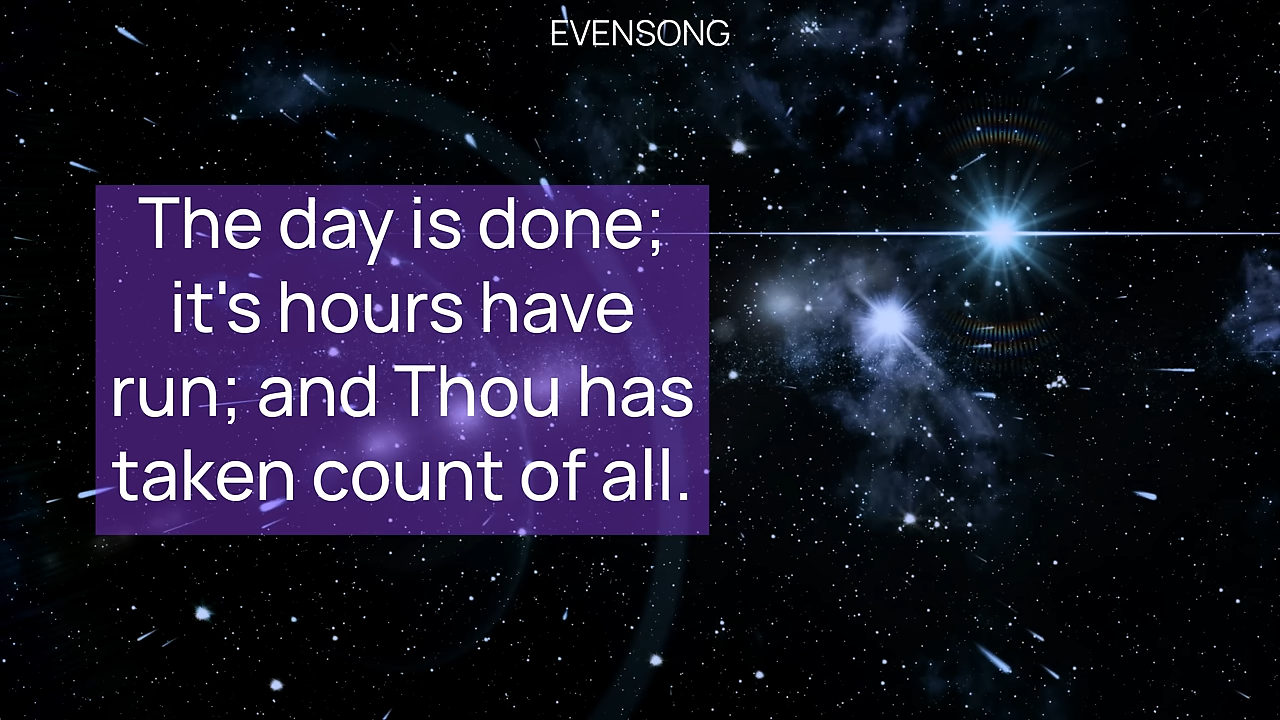 EVENSONG
The day is done;
it's hours have
run; and Thou has
taken count of all.